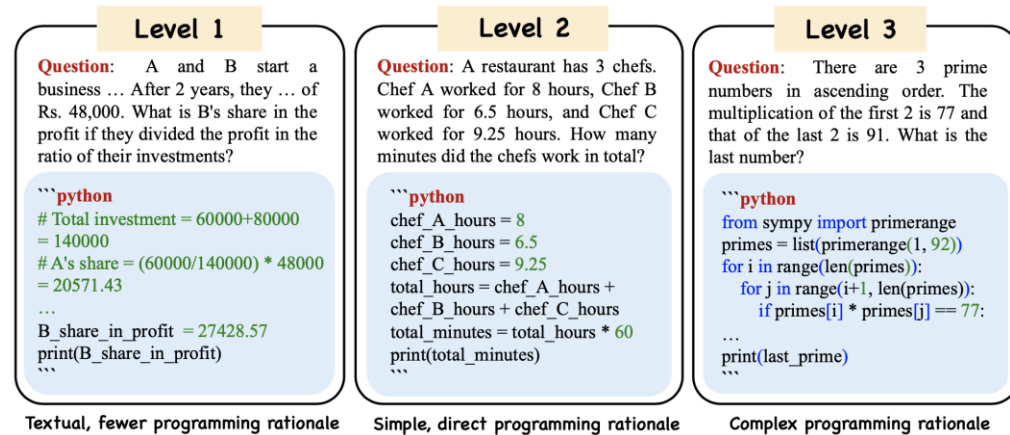 Level 1
Question: A and B start a
business … After 2 years, they … of
Rs. 48,000. What is B's share in the
profit if they divided the profit in the
ratio of their investments?
```python
# Total investment = 60000+80000
= 140000
# A's share = (60000/140000) * 48000
= 20571.43
…
B_share_in_profit = 27428.57
print(B_share_in_profit)
```
Textual, fewer programming rationale
Level 2
Question: A restaurant has 3 chefs.
Chef A worked for 8 hours, Chef B
worked for 6.5 hours, and Chef C
worked for 9.25 hours. How many
minutes did the chefs work in total?
```python
chef_A_hours = 8
chef_B_hours = 6.5
chef_C_hours = 9.25
total_hours = chef_A_hours +
chef_B_hours + chef_C_hours
total_minutes = total_hours * 60
print(total_minutes)
```
Simple, direct programming rationale
Level 3
Question: There are 3 prime
numbers in ascending order. The
multiplication of the first 2 is 77 and
that of the last 2 is 91. What is the
last number?
```python
from sympy import primerange
primes = list(primerange(1, 92))
for i in range(len(primes)):
for j in range(i+1, len(primes)):
if primes[i] * primes[j] == 77:
…
print(last_prime)
```
Complex programming rationale